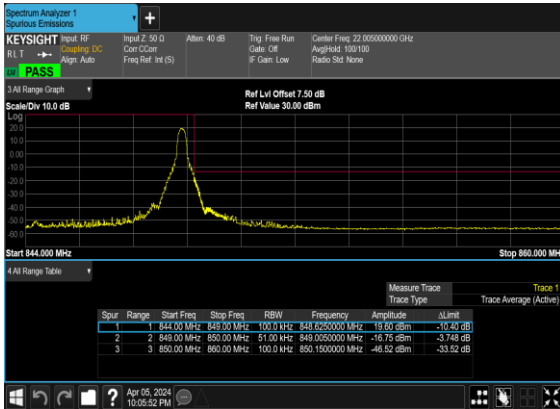 Spectrum Analyzer 1
Spurious Emissions
+
KEYSIGHT Input: RF Input Z: 50 Ω Atten: 40 dB Trig: Free Run Center Freq: 22.005000000 GHz
RLT Coupling: DC Corr CCorr Gate: Off Avg|Hold: 100/100
Align: Auto Freq Ref: Int (S) IF Gain: Low Radio Std: None
PASS
3 All Range Graph
Ref Lvl Offset 7.50 dB
Scale/Div 10.0 dB Ref Value 30.00 dBm
Log
20.0
10.0
0.00
-10.0
-20.0
-30.0
-40.0
-50.0
-60.0
Start 844.000 MHz Stop 860.000 MH
4 All Range Table
Measure Trace Trace 1
Trace Type Trace Average (Active)
Spur Range Start Freq Stop Freq RBW Frequency Amplitude ΔLimit
1 1 844.00 MHz 849.00 MHz 100.0 kHz 848.6250000 MHz 19.60 dBm -10.40 dB
2 2 849.00 MHz 850.00 MHz 51.00 kHz 849.0050000 MHz -16.75 dBm -3.748 dB
3 3 850.00 MHz 860.00 MHz 100.0 kHz 850.1500000 MHz -46.52 dBm -33.52 dB
? Apr 05, 2024
10:05:52 PM